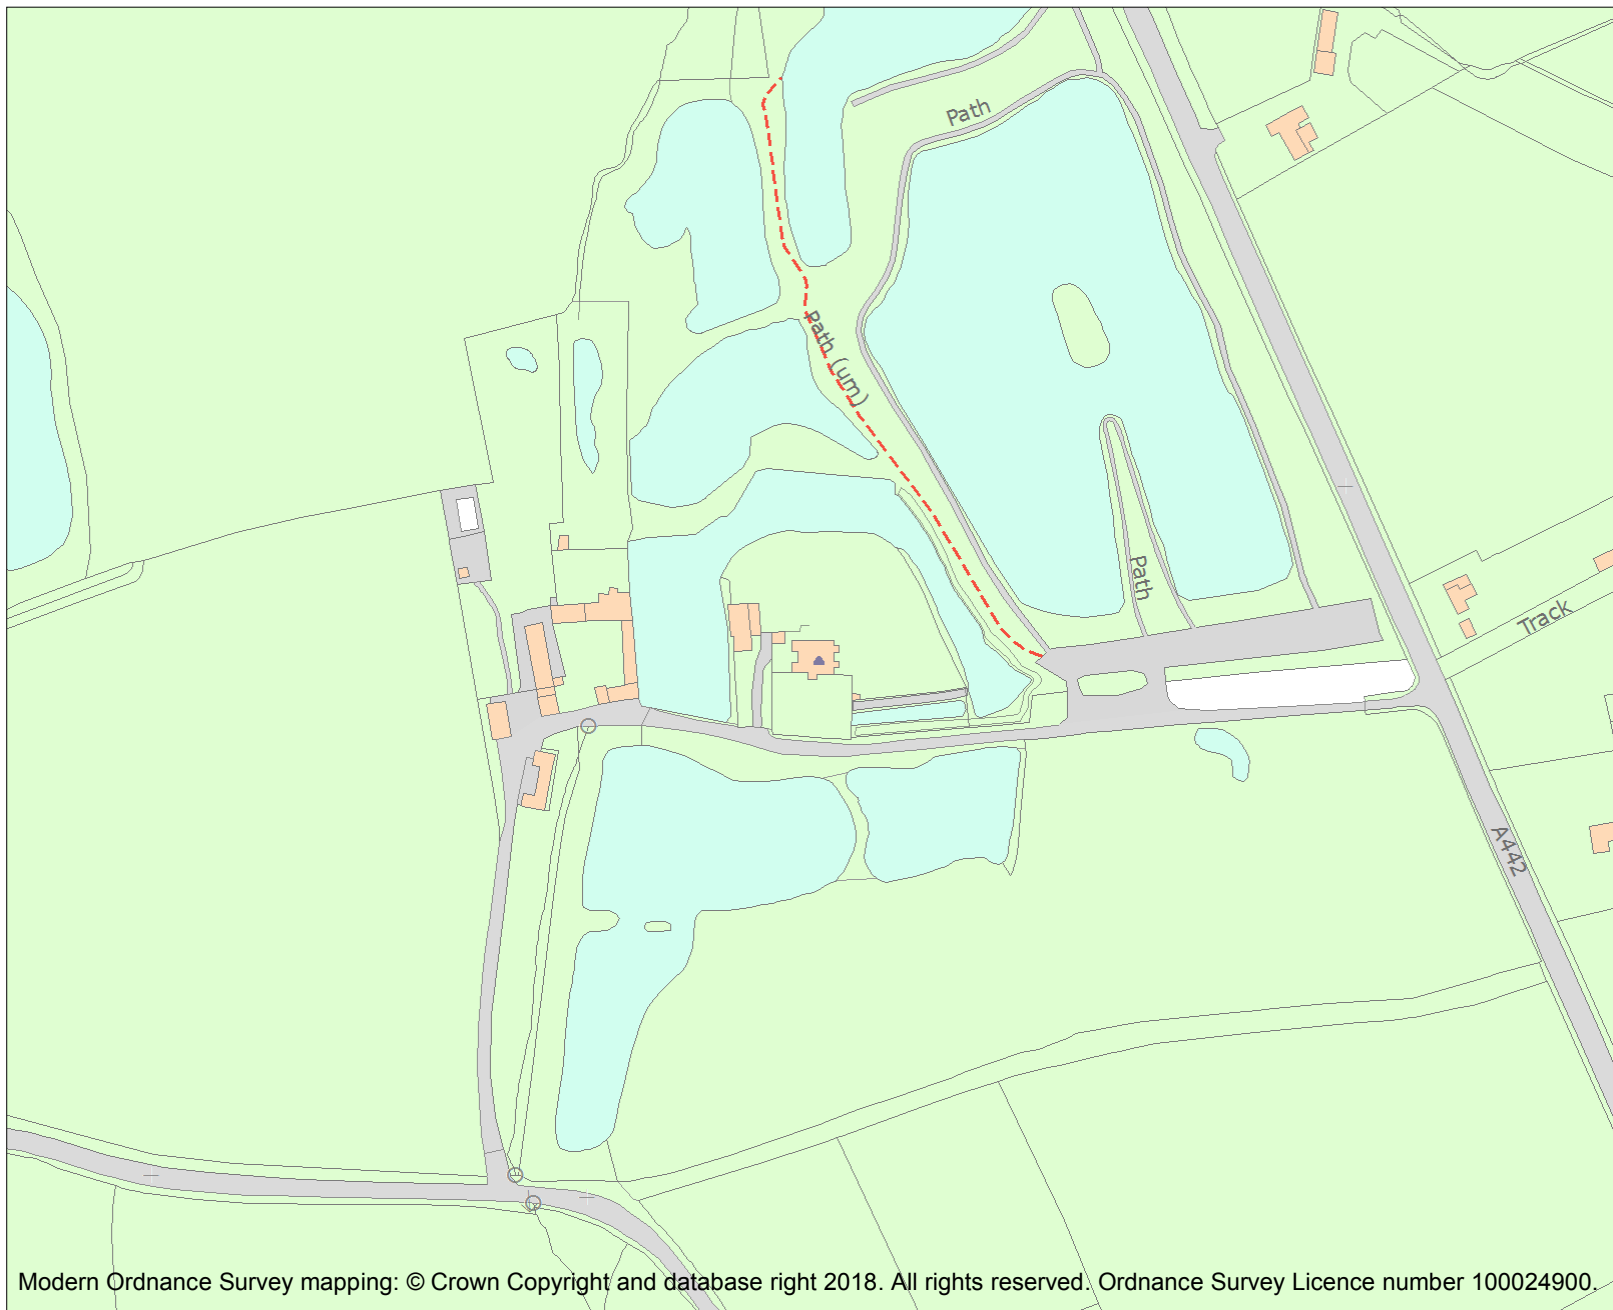 Path
Path (um)
Path
Track
A442
Modern Ordnance Survey mapping: © Crown Copyright and database right 2018. All rights reserved. Ordnance Survey Licence number 100024900.